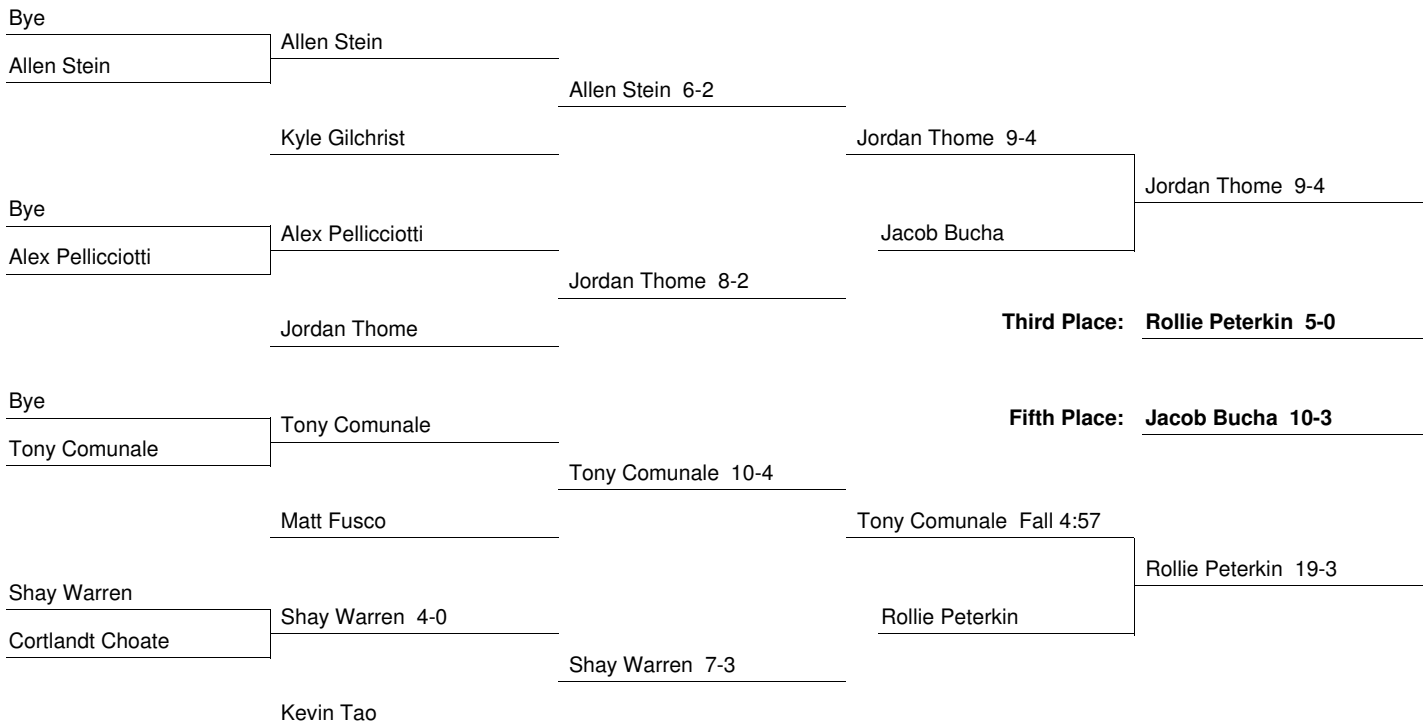 Bye
Allen Stein
Allen Stein
Allen Stein 6-2
Kyle Gilchrist
Jordan Thome 9-4
Jordan Thome 9-4
Bye
Alex Pellicciotti
Alex Pellicciotti
Jacob Bucha
Jordan Thome 8-2
Jordan Thome
Third Place: Rollie Peterkin 5-0
Bye
Tony Comunale
Tony Comunale
Fifth Place: Jacob Bucha 10-3
Tony Comunale 10-4
Matt Fusco
Tony Comunale Fall 4:57
Rollie Peterkin 19-3
Shay Warren
Cortlandt Choate
Shay Warren 4-0
Rollie Peterkin
Shay Warren 7-3
Kevin Tao